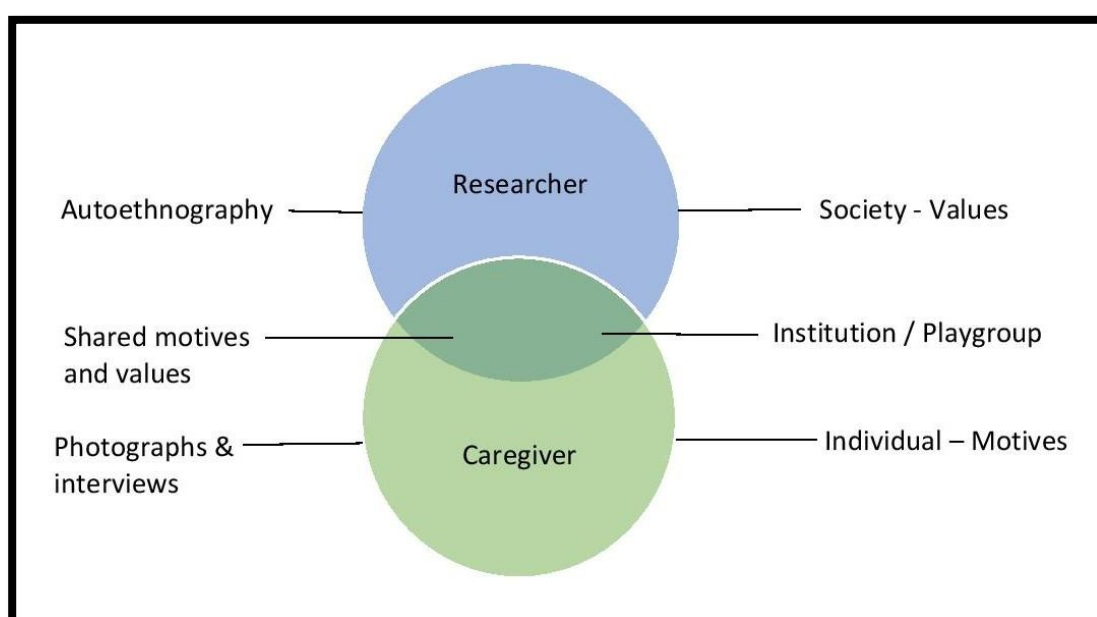 Researcher
Autoethnography
Society - Values
Shared motives
and values
Institution / Playgroup
Photographs &
interviews
Caregiver
Individual – Motives